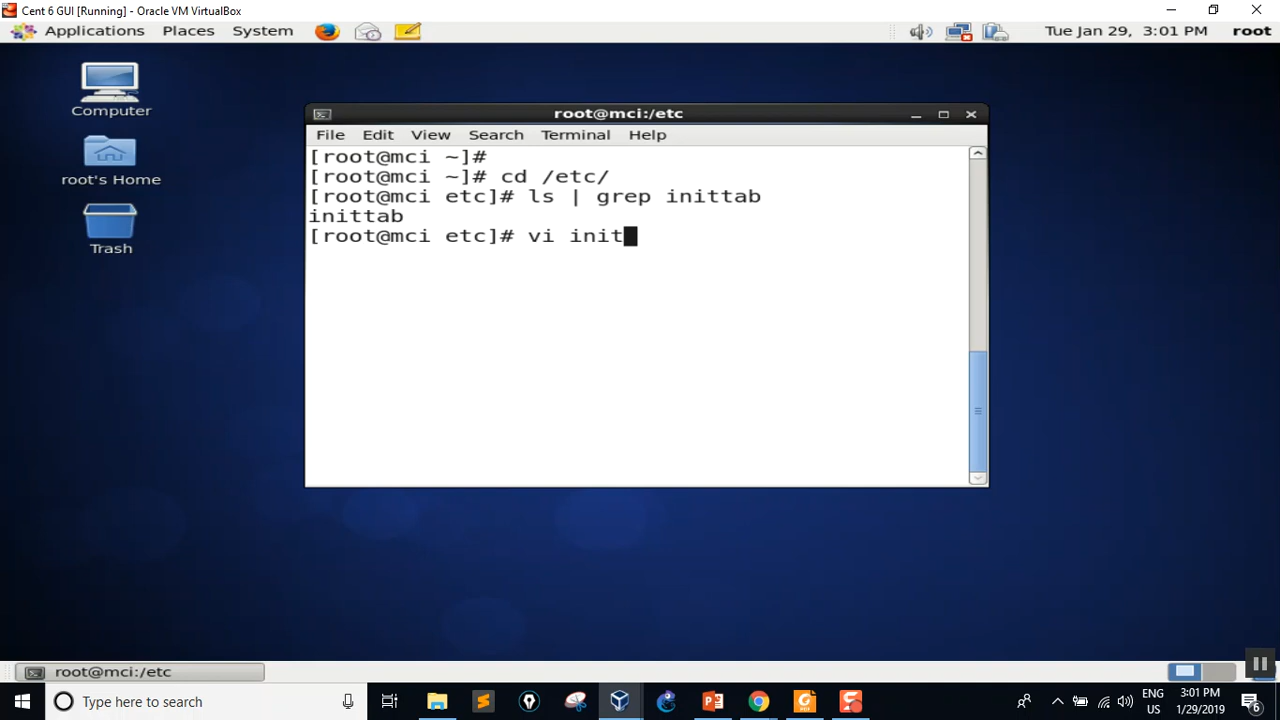 Cent 6 GUI [Running] - Oracle VM VirtualBox
Applications Places System Tue Jan 29, 3:01 PM root
Computer
root's Home
Trash
root@mci:/etc
File Edit View Search Terminal Help
[root@mci ~]#
[root@mci ~]# cd /etc/
[root@mci etc]# ls | grep inittab
inittab
[root@mci etc]# vi init
root@mci:/etc
Type here to search
ENG
US
3:01 PM
1/29/2019
6